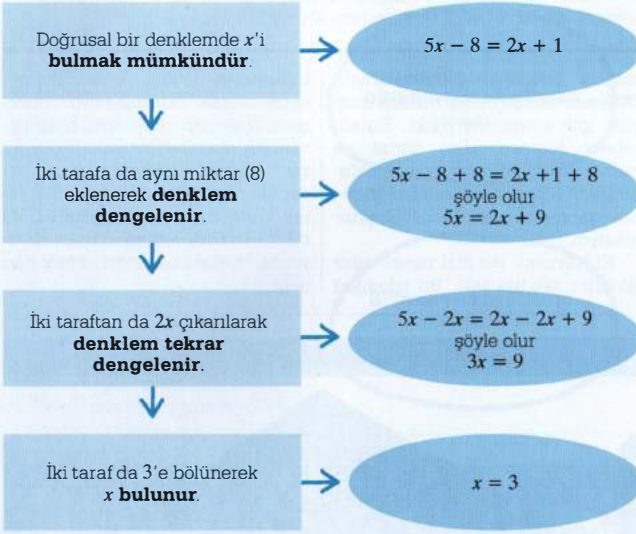 Doğrusal bir denklemde x'i
bulmak mümkündür.
5x − 8 = 2x + 1
İki tarafa da aynı miktar (8)
eklenerek denklem
dengelenir.
5x − 8 + 8 = 2x +1 + 8
şöyle olur
5x = 2x + 9
İki taraftan da 2x çıkarılarak
denklem tekrar
dengelenir.
5x − 2x = 2x − 2x + 9
şöyle olur
3x = 9
İki taraf da 3'e bölünerek
x bulunur.
x = 3